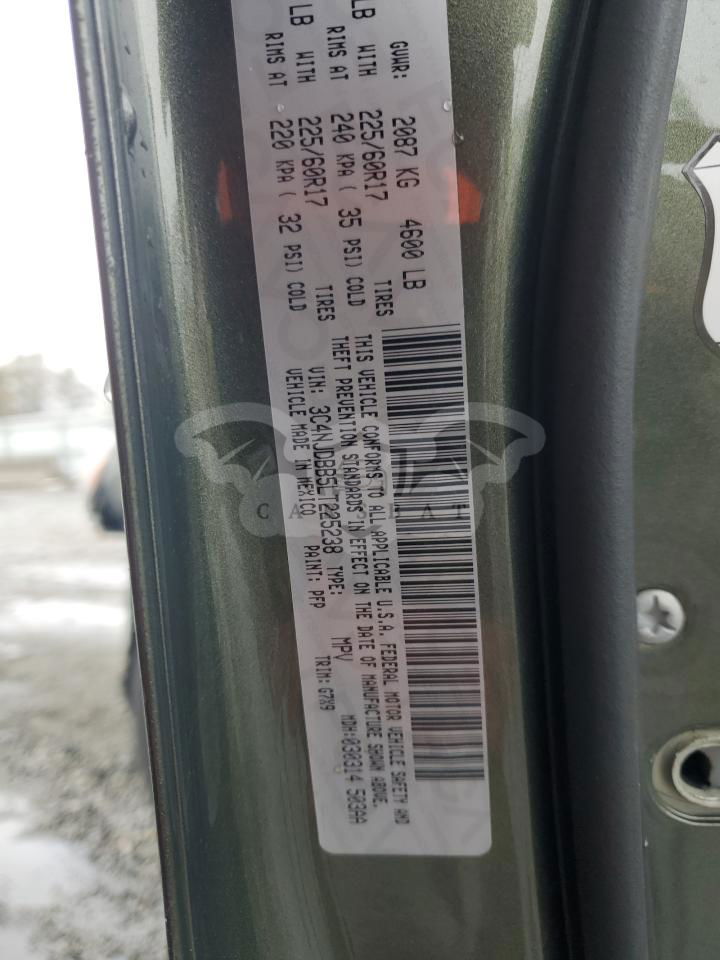 GVWR: 2087 KG 4600 LB
LB WITH 225/60R17 TIRES
RIMS AT 240 KPA ( 35 PSI) COLD
LB WITH 225/60R17 TIRES
RIMS AT 220 KPA ( 32 PSI) COLD
THIS VEHICLE CONFORMS TO ALL APPLICABLE U.S.A. FEDERAL MOTOR VEHICLE SAFETY AND
THEFT PREVENTION STANDARDS IN EFFECT ON THE DATE OF MANUFACTURE SHOWN ABOVE.
VIN: 3C4NJDBB5LT225238 TYPE: MPV MDH:030314 503AA
VEHICLE MADE IN MEXICO PAINT: PFP TRIM: G7X9